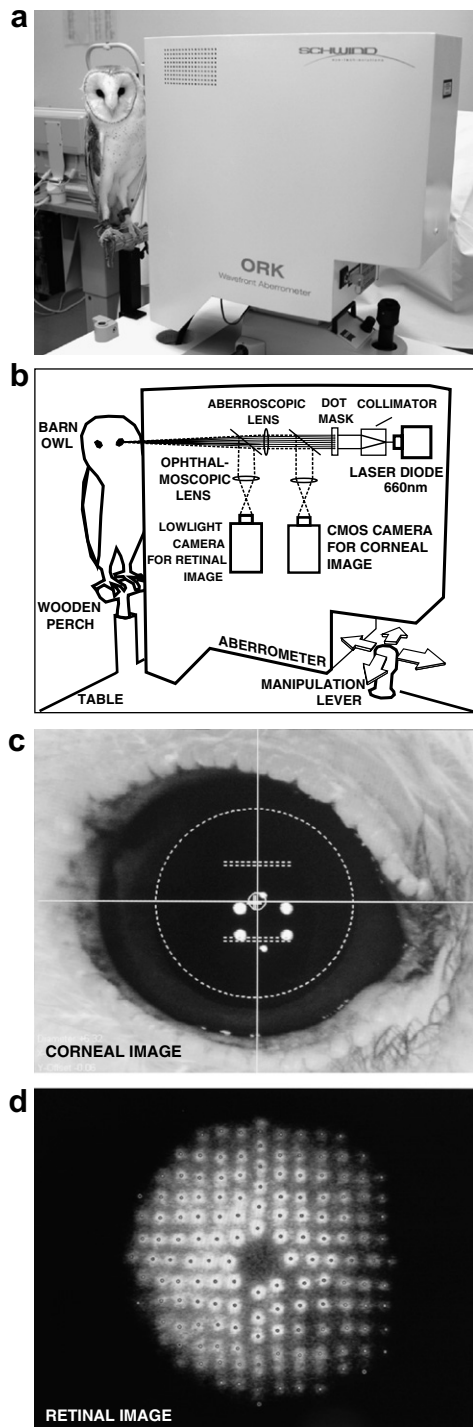 a
SCHWIND
ORK
Wavefront Aberrometer
b
BARN
OWL
ABERROSCOPIC
LENS
DOT
MASK
COLLIMATOR
OPHTHAL-
MOSCOPIC
LENS
LASER DIODE
660nm
LOWLIGHT
CAMERA
FOR RETINAL
IMAGE
CMOS CAMERA
FOR CORNEAL
IMAGE
WOODEN
PERCH
ABERROMETER
MANIPULATION
LEVER
TABLE
c
CORNEAL IMAGE
d
RETINAL IMAGE